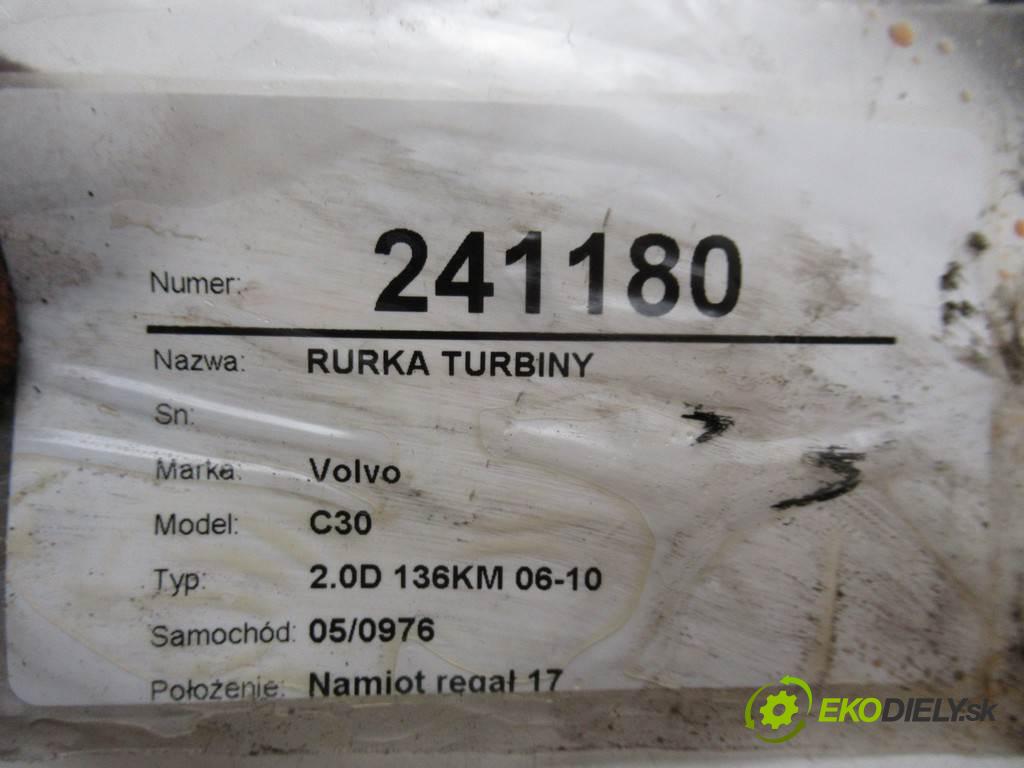 Numer: 241180
Nazwa: RURKA TURBINY
Sn:
Marka: Volvo
Model: C30
Typ: 2.0D 136KM 06-10
Samochód: 05/0976
Położenie: Namiot regał 17
EKODIELY.sk